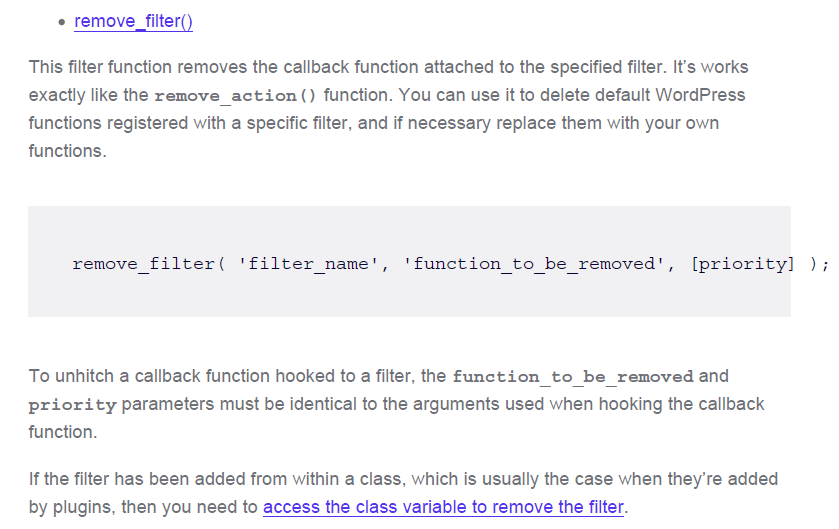 remove_filter()
This filter function removes the callback function attached to the specified filter. It’s works
exactly like the remove_action() function. You can use it to delete default WordPress
functions registered with a specific filter, and if necessary replace them with your own
functions.
remove_filter( 'filter_name', 'function_to_be_removed', [priority] );
To unhitch a callback function hooked to a filter, the function_to_be_removed and
priority parameters must be identical to the arguments used when hooking the callback
function.
If the filter has been added from within a class, which is usually the case when they’re added
by plugins, then you need to access the class variable to remove the filter.